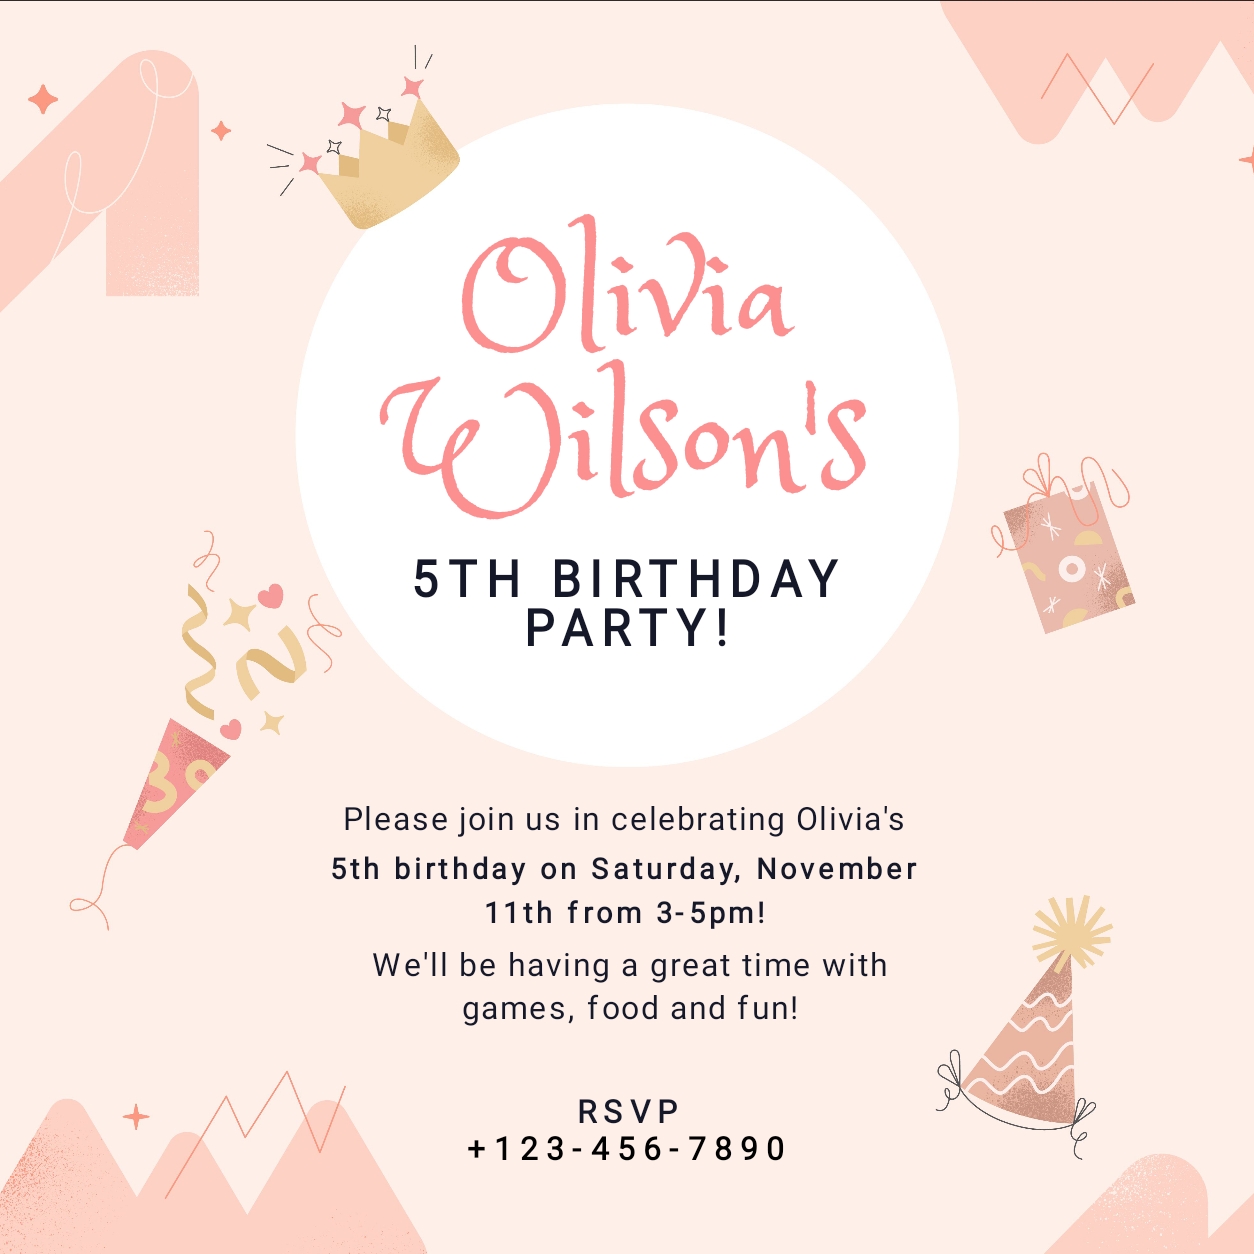 Olivia
Wilson's
5TH BIRTHDAY
PARTY!
Please join us in celebrating Olivia's
5th birthday on Saturday, November
11th from 3-5pm!
We'll be having a great time with
games, food and fun!
RSVP
+123-456-7890